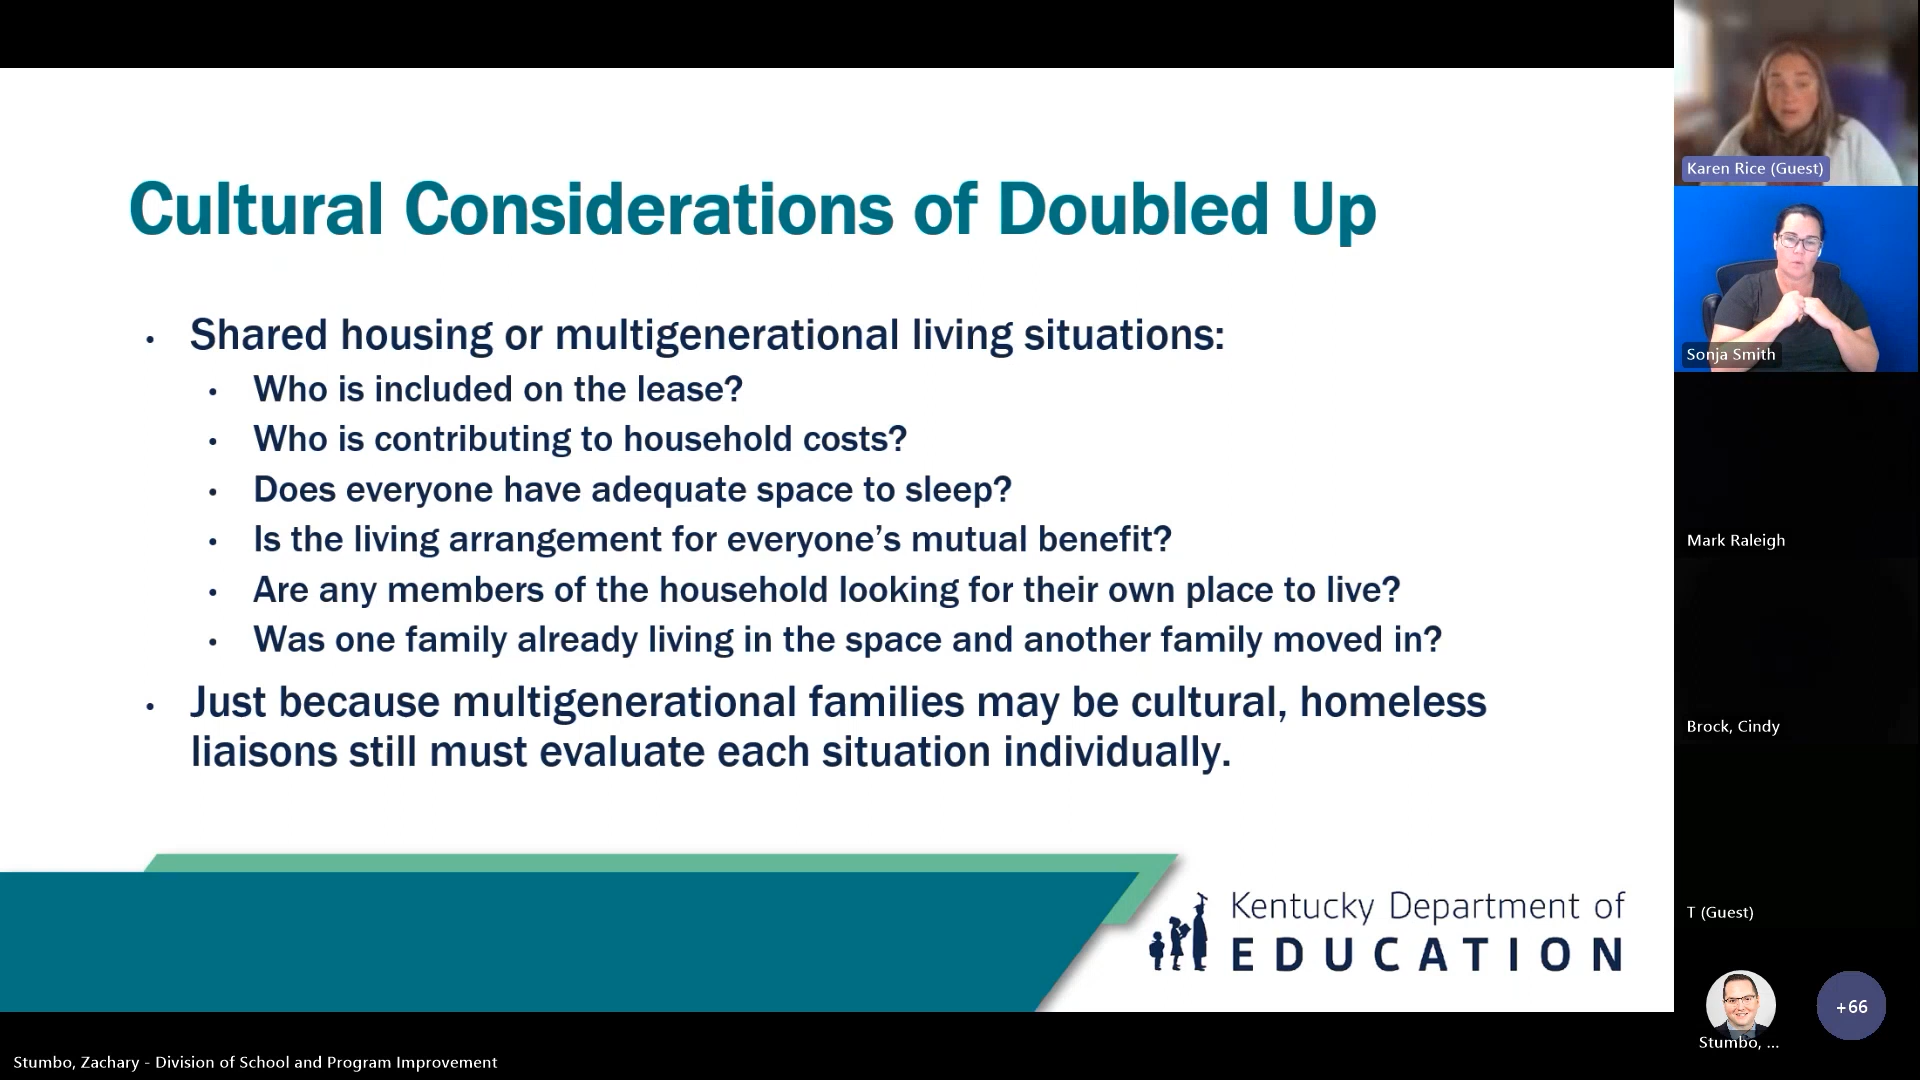 Cultural Considerations of Doubled Up
• Shared housing or multigenerational living situations:
• Who is included on the lease?
• Who is contributing to household costs?
• Does everyone have adequate space to sleep?
• Is the living arrangement for everyone’s mutual benefit?
• Are any members of the household looking for their own place to live?
• Was one family already living in the space and another family moved in?
• Just because multigenerational families may be cultural, homeless
liaisons still must evaluate each situation individually.
Kentucky Department of
EDUCATION
Karen Rice (Guest)
Sonja Smith
Mark Raleigh
Brock, Cindy
T (Guest)
+66
Stumbo, ...
Stumbo, Zachary - Division of School and Program Improvement